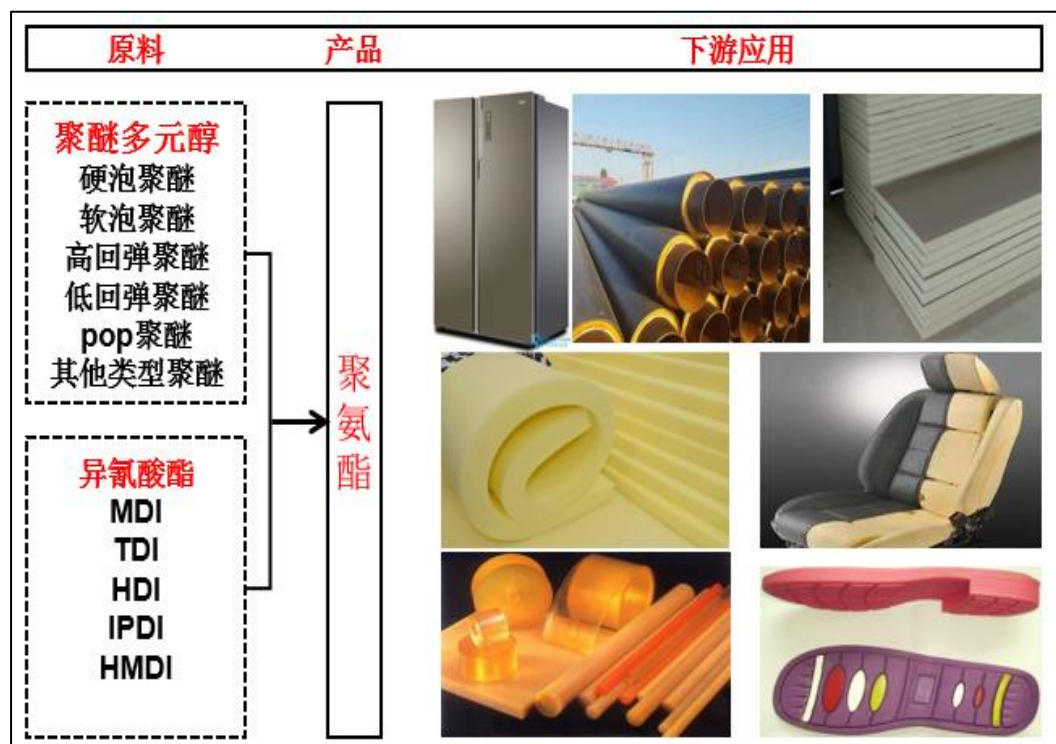 原料
产品
下游应用
聚醚多元醇
硬泡聚醚
软泡聚醚
高回弹聚醚
低回弹聚醚
pop聚醚
其他类型聚醚
异氰酸酯
MDI
TDI
HDI
IPDI
HMDI
聚氨酯